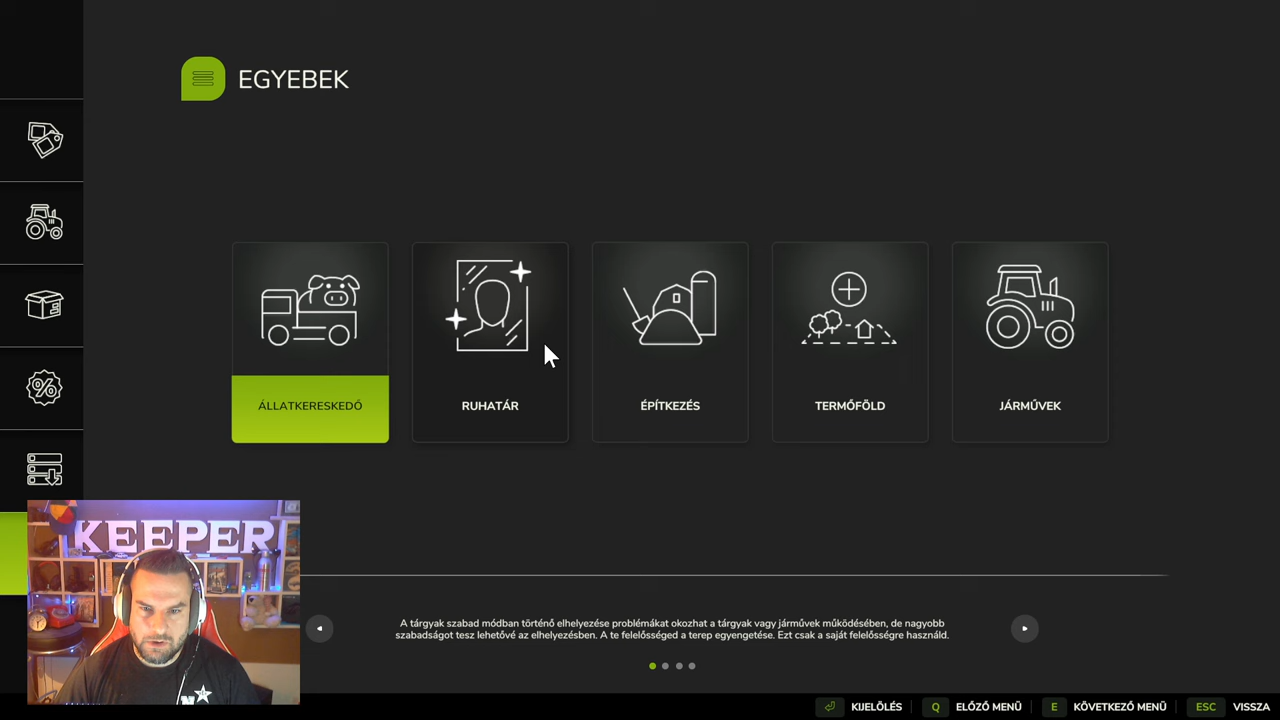 EGYEBEK
%
ÁLLATKERESKEDŐ
RUHATÁR
ÉPÍTKEZÉS
TERMŐFÖLD
JÁRMŰVEK
KEEPER
A tárgyak szabad módban történő elhelyezése problémákat okozhat a tárgyak vagy járművek működésében, de nagyobb
szabadságot tesz lehetővé az elhelyezésben. A te felelősséged a terep egyengetése. Ezt csak a saját felelősségre használd.
KIJELÖLÉS
Q ELŐZŐ MENÜ
E KÖVETKEZŐ MENÜ
ESC VISSZA